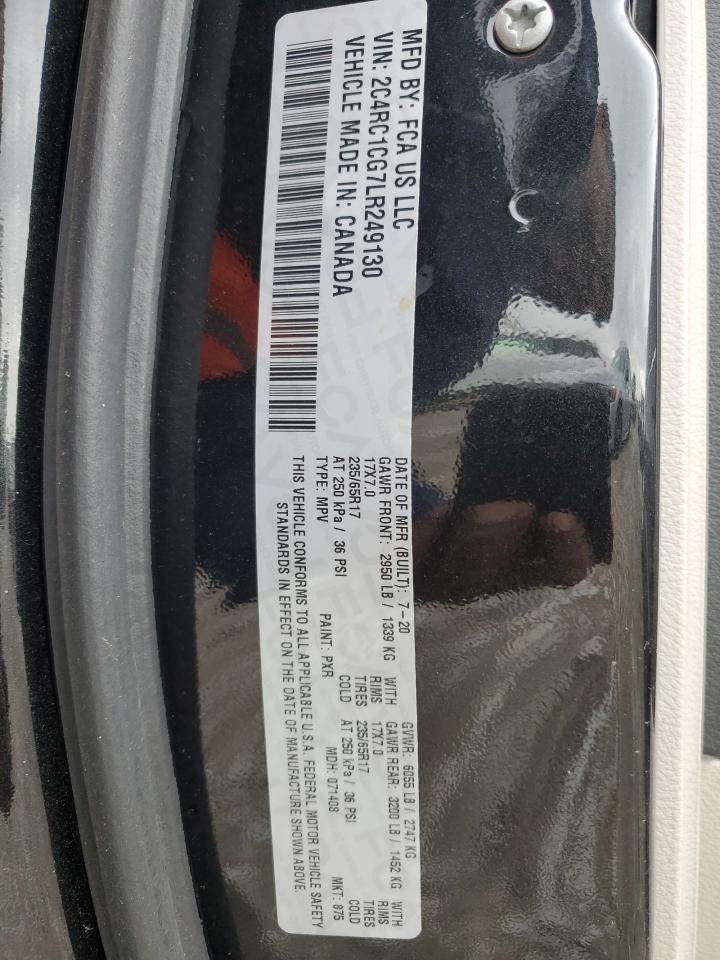 MFD BY: FCA US LLC
VIN: 2C4RC1CG7LR249130
VEHICLE MADE IN: CANADA
DATE OF MFR (BUILT): 7-20 GVWR: 6055 LB / 2747 KG
GAWR FRONT: 2950 LB / 1339 KG WITH GAWR REAR: 3200 LB / 1452 KG WITH
17X7.0 RIMS 17X7.0 RIMS
235/65R17 TIRES 235/65R17 TIRES
AT 250 kPa / 36 PSI COLD AT 250 kPa / 36 PSI COLD
TYPE: MPV PAINT: PXR MDH: 071408 MKT: 875
THIS VEHICLE CONFORMS TO ALL APPLICABLE U.S.A. FEDERAL MOTOR VEHICLE SAFETY
STANDARDS IN EFFECT ON THE DATE OF MANUFACTURE SHOWN ABOVE.